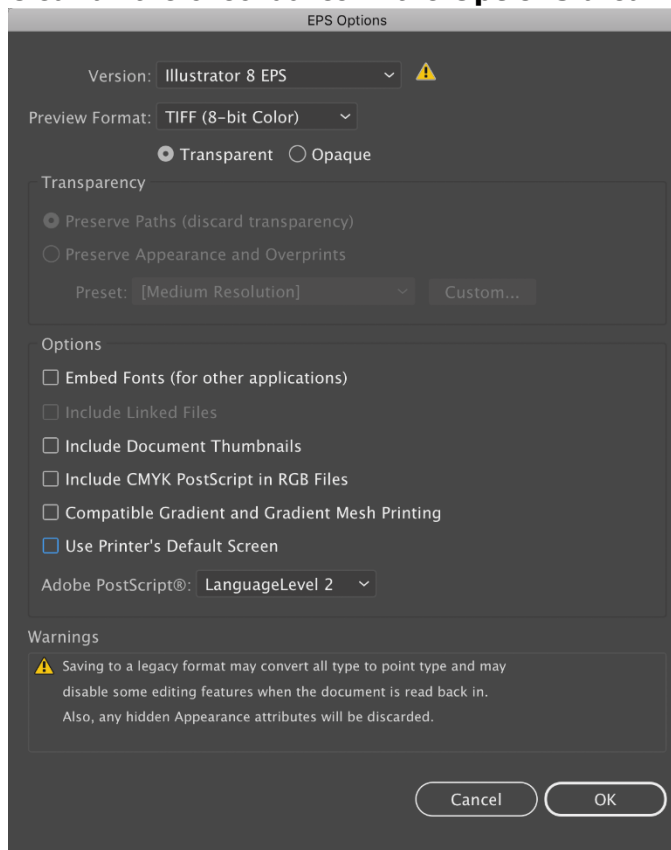 EPS Options
Version: Illustrator 8 EPS
Preview Format: TIFF (8-bit Color)
Transparent Opaque
Transparency
Preserve Paths (discard transparency)
Preserve Appearance and Overprints
Preset: [Medium Resolution] Custom...
Options
Embed Fonts (for other applications)
Include Linked Files
Include Document Thumbnails
Include CMYK PostScript in RGB Files
Compatible Gradient and Gradient Mesh Printing
Use Printer's Default Screen
Adobe PostScript®: LanguageLevel 2
Warnings
Saving to a legacy format may convert all type to point type and may
disable some editing features when the document is read back in.
Also, any hidden Appearance attributes will be discarded.
Cancel OK